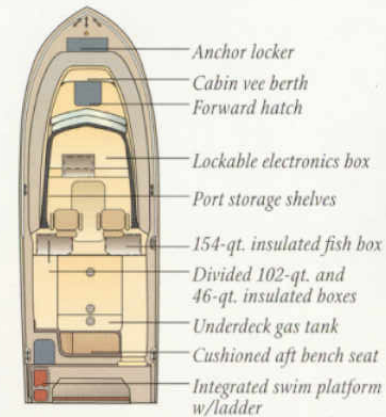 Anchor locker
Cabin vee berth
Forward hatch
Lockable electronics box
Port storage shelves
154-qt. insulated fish box
Divided 102-qt. and
46-qt. insulated boxes
Underdeck gas tank
Cushioned aft bench seat
Integrated swim platform
w/ladder